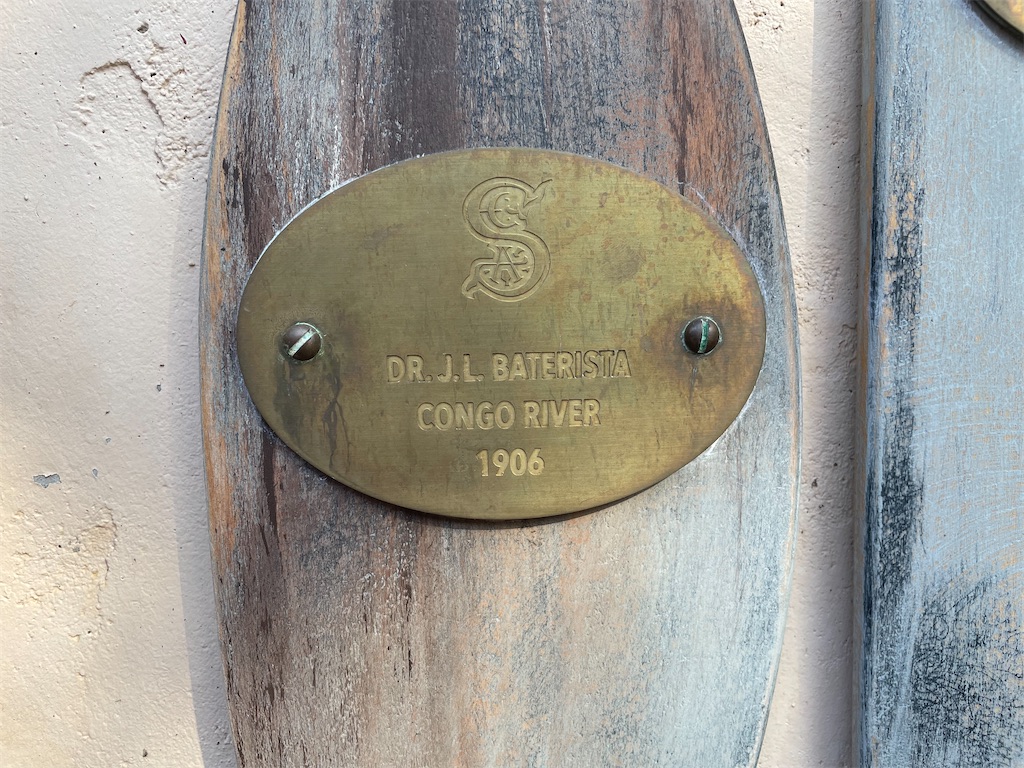 DR. J.L. BATERISTA
CONGO RIVER
1906